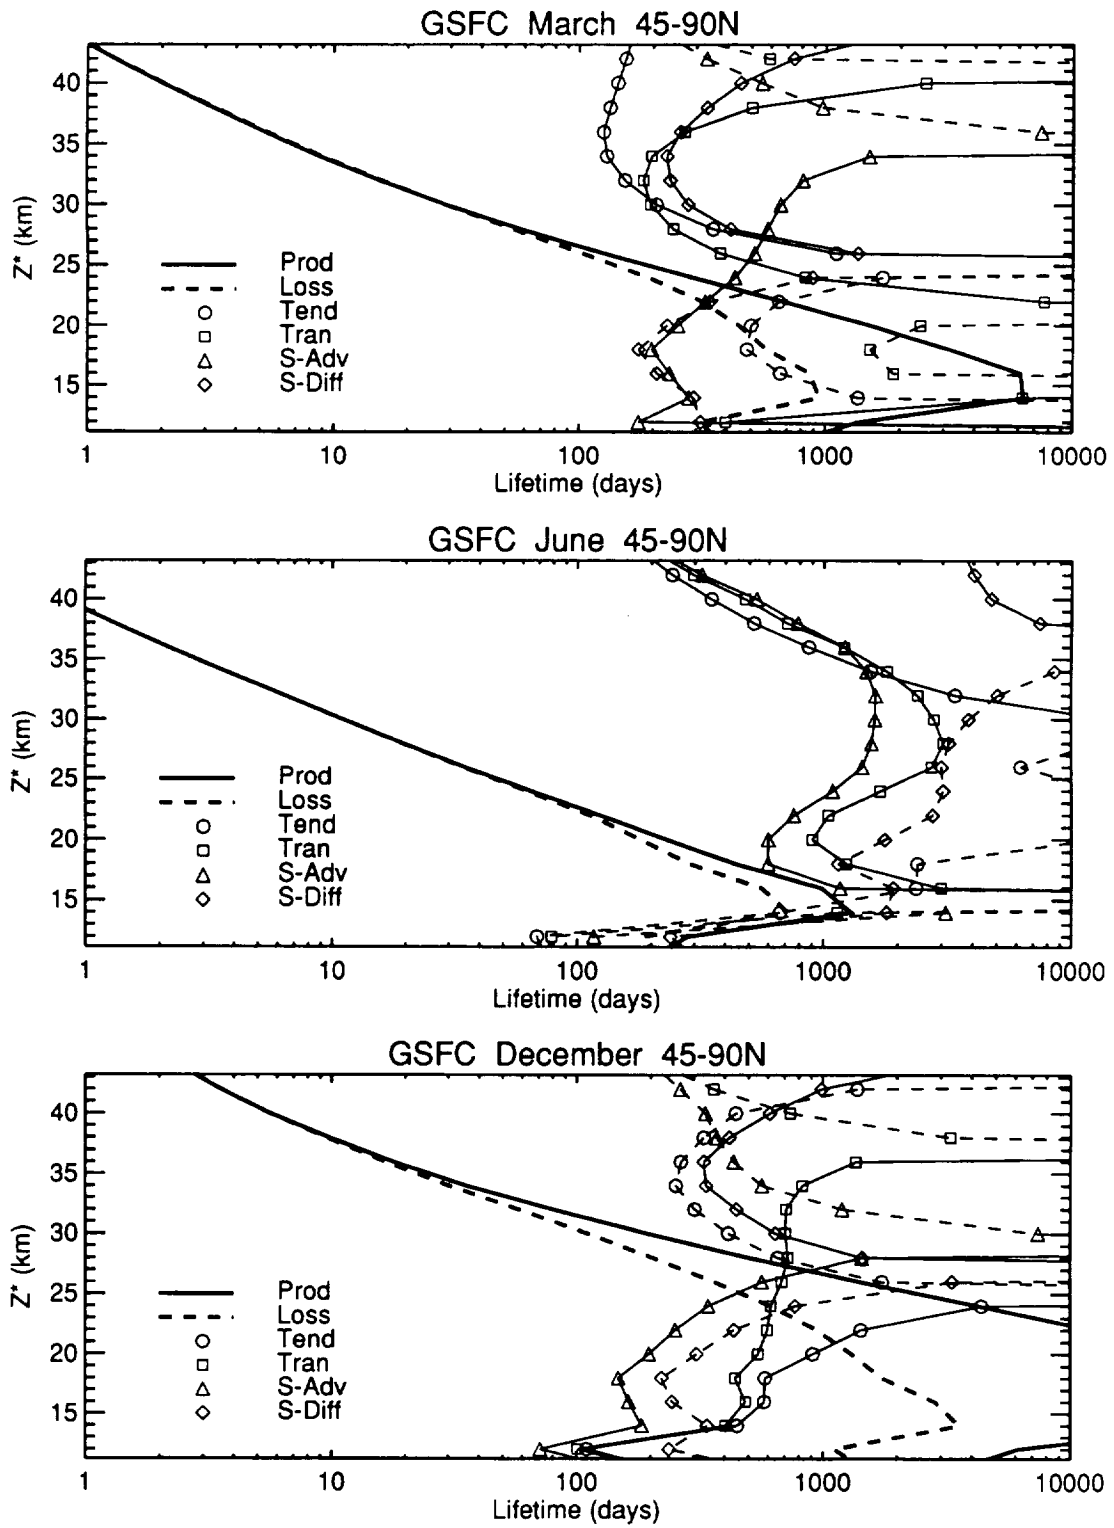 GSFC March 45-90N
40
35
30
25
20
15
Z* (km)
Prod
Loss
Tend
Tran
S-Adv
S-Diff
1 10 100 1000 10000
Lifetime (days)
GSFC June 45-90N
40
35
30
25
20
15
Z* (km)
Prod
Loss
Tend
Tran
S-Adv
S-Diff
1 10 100 1000 10000
Lifetime (days)
GSFC December 45-90N
40
35
30
25
20
15
Z* (km)
Prod
Loss
Tend
Tran
S-Adv
S-Diff
1 10 100 1000 10000
Lifetime (days)